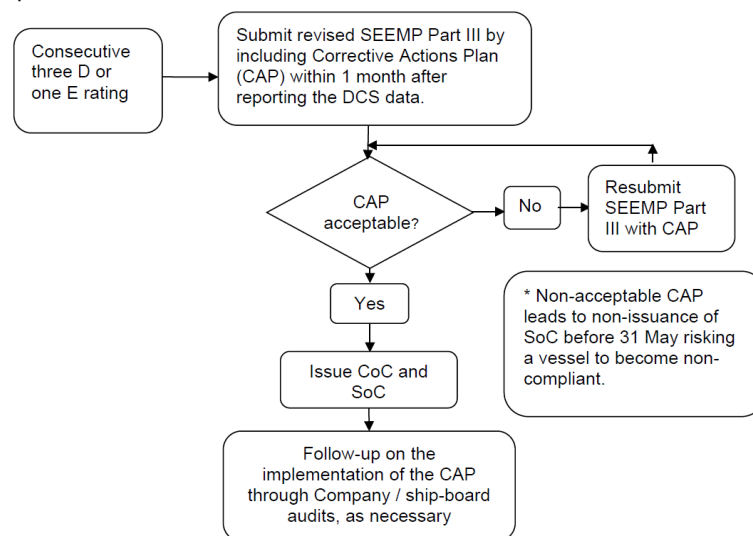 Consecutive
three D or
one E rating
Submit revised SEEMP Part III by
including Corrective Actions Plan
(CAP) within 1 month after
reporting the DCS data.
CAP
acceptable?
No
Resubmit
SEEMP Part
III with CAP
Yes
* Non-acceptable CAP
leads to non-issuance of
SoC before 31 May risking
a vessel to become non-
compliant.
Issue CoC and
SoC
Follow-up on the
implementation of the CAP
through Company / ship-board
audits, as necessary